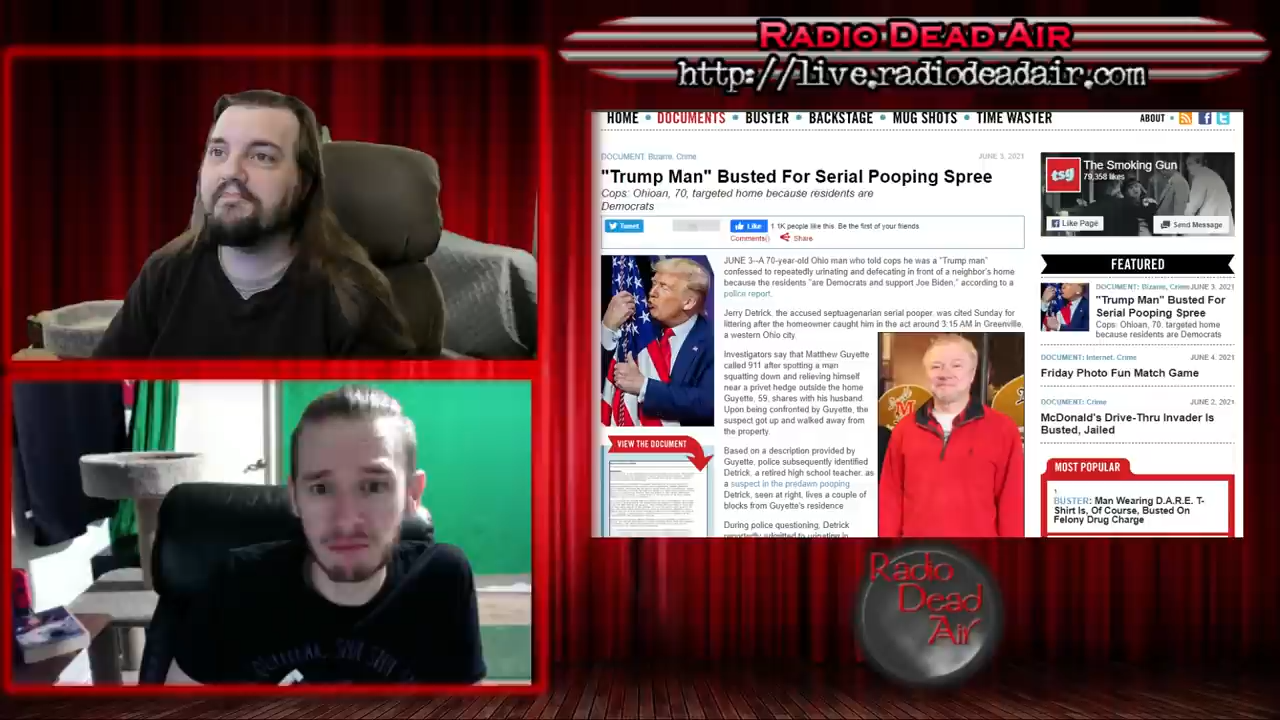 RADIO DEAD AIR
http://live.radiodeadair.com
HOME • DOCUMENTS • BUSTER • BACKSTAGE • MUG SHOTS • TIME WASTER
ABOUT
DOCUMENT: Bizarre, Crime
JUNE 3, 2021
"Trump Man" Busted For Serial Pooping Spree
Cops: Ohioan, 70, targeted home because residents are
Democrats
Tweet
Like
1.1K people like this. Be the first of your friends
Comments()
Share
JUNE 3--A 70-year-old Ohio man who told cops he was a "Trump man"
confessed to repeatedly urinating and defecating in front of a neighbor's home
because the residents "are Democrats and support Joe Biden," according to a
police report.
Jerry Detrick, the accused septuagenarian serial pooper, was cited Sunday for
littering after the homeowner caught him in the act around 3:15 AM in Greenville,
a western Ohio city.
Investigators say that Matthew Guyette
called 911 after spotting a man
squatting down and relieving himself
near a privet hedge outside the home
Guyette, 59, shares with his husband.
Upon being confronted by Guyette, the
suspect got up and walked away from
the property.
Based on a description provided by
Guyette, police subsequently identified
Detrick, a retired high school teacher, as
a suspect in the predawn pooping
Detrick, seen at right, lives a couple of
blocks from Guyette's residence
During police questioning, Detrick
reportedly admitted to urinating in
VIEW THE DOCUMENT
tsg
The Smoking Gun
79,358 likes
Like Page
Send Message
FEATURED
DOCUMENT: Bizarre, Crime JUNE 3, 2021
"Trump Man" Busted For
Serial Pooping Spree
Cops: Ohioan, 70, targeted home
because residents are Democrats
DOCUMENT: Internet, Crime
JUNE 4, 2021
Friday Photo Fun Match Game
DOCUMENT: Crime
JUNE 2, 2021
McDonald's Drive-Thru Invader Is
Busted, Jailed
MOST POPULAR
BUSTER: Man Wearing D.A.R.E. T-
Shirt Is, Of Course, Busted On
Felony Drug Charge
Radio
Dead
Air